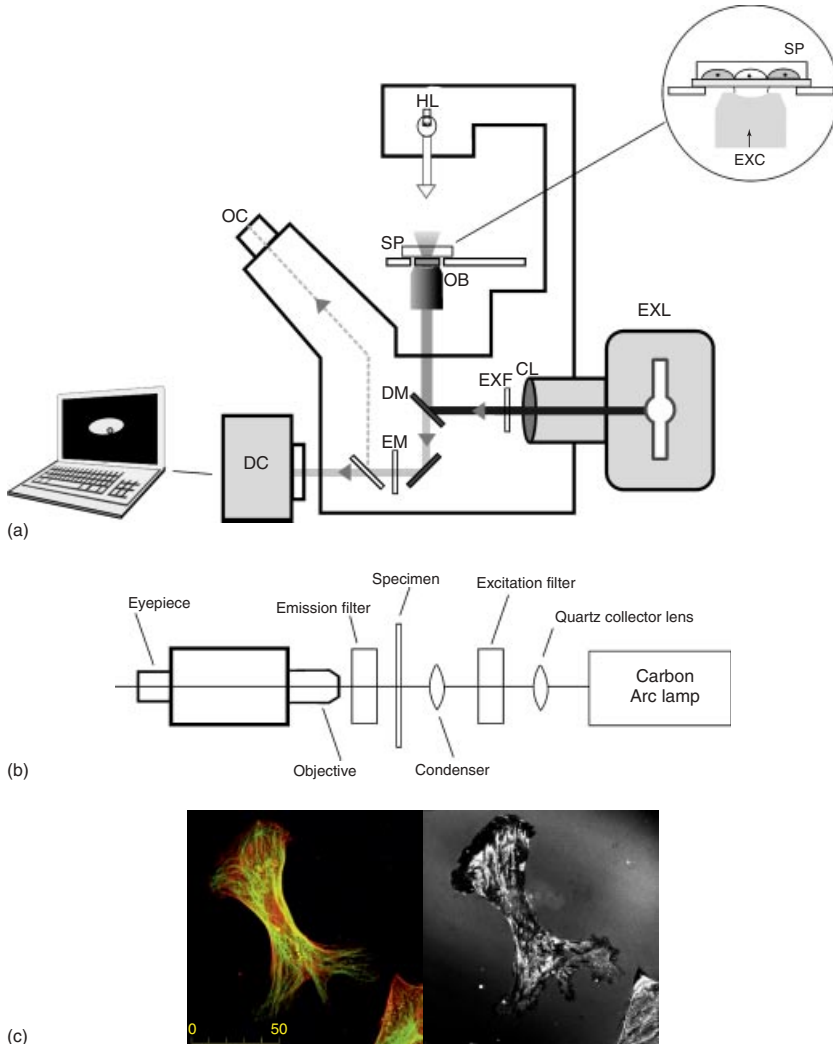 SP
EXC
HL
OC
SP
OB
EXL
CL
EXF
DM
EM
DC
(a)
Specimen
Excitation filter
Eyepiece
Emission filter
Quartz collector lens
Carbon
Arc lamp
Objective
Condenser
(b)
0 50
(c)